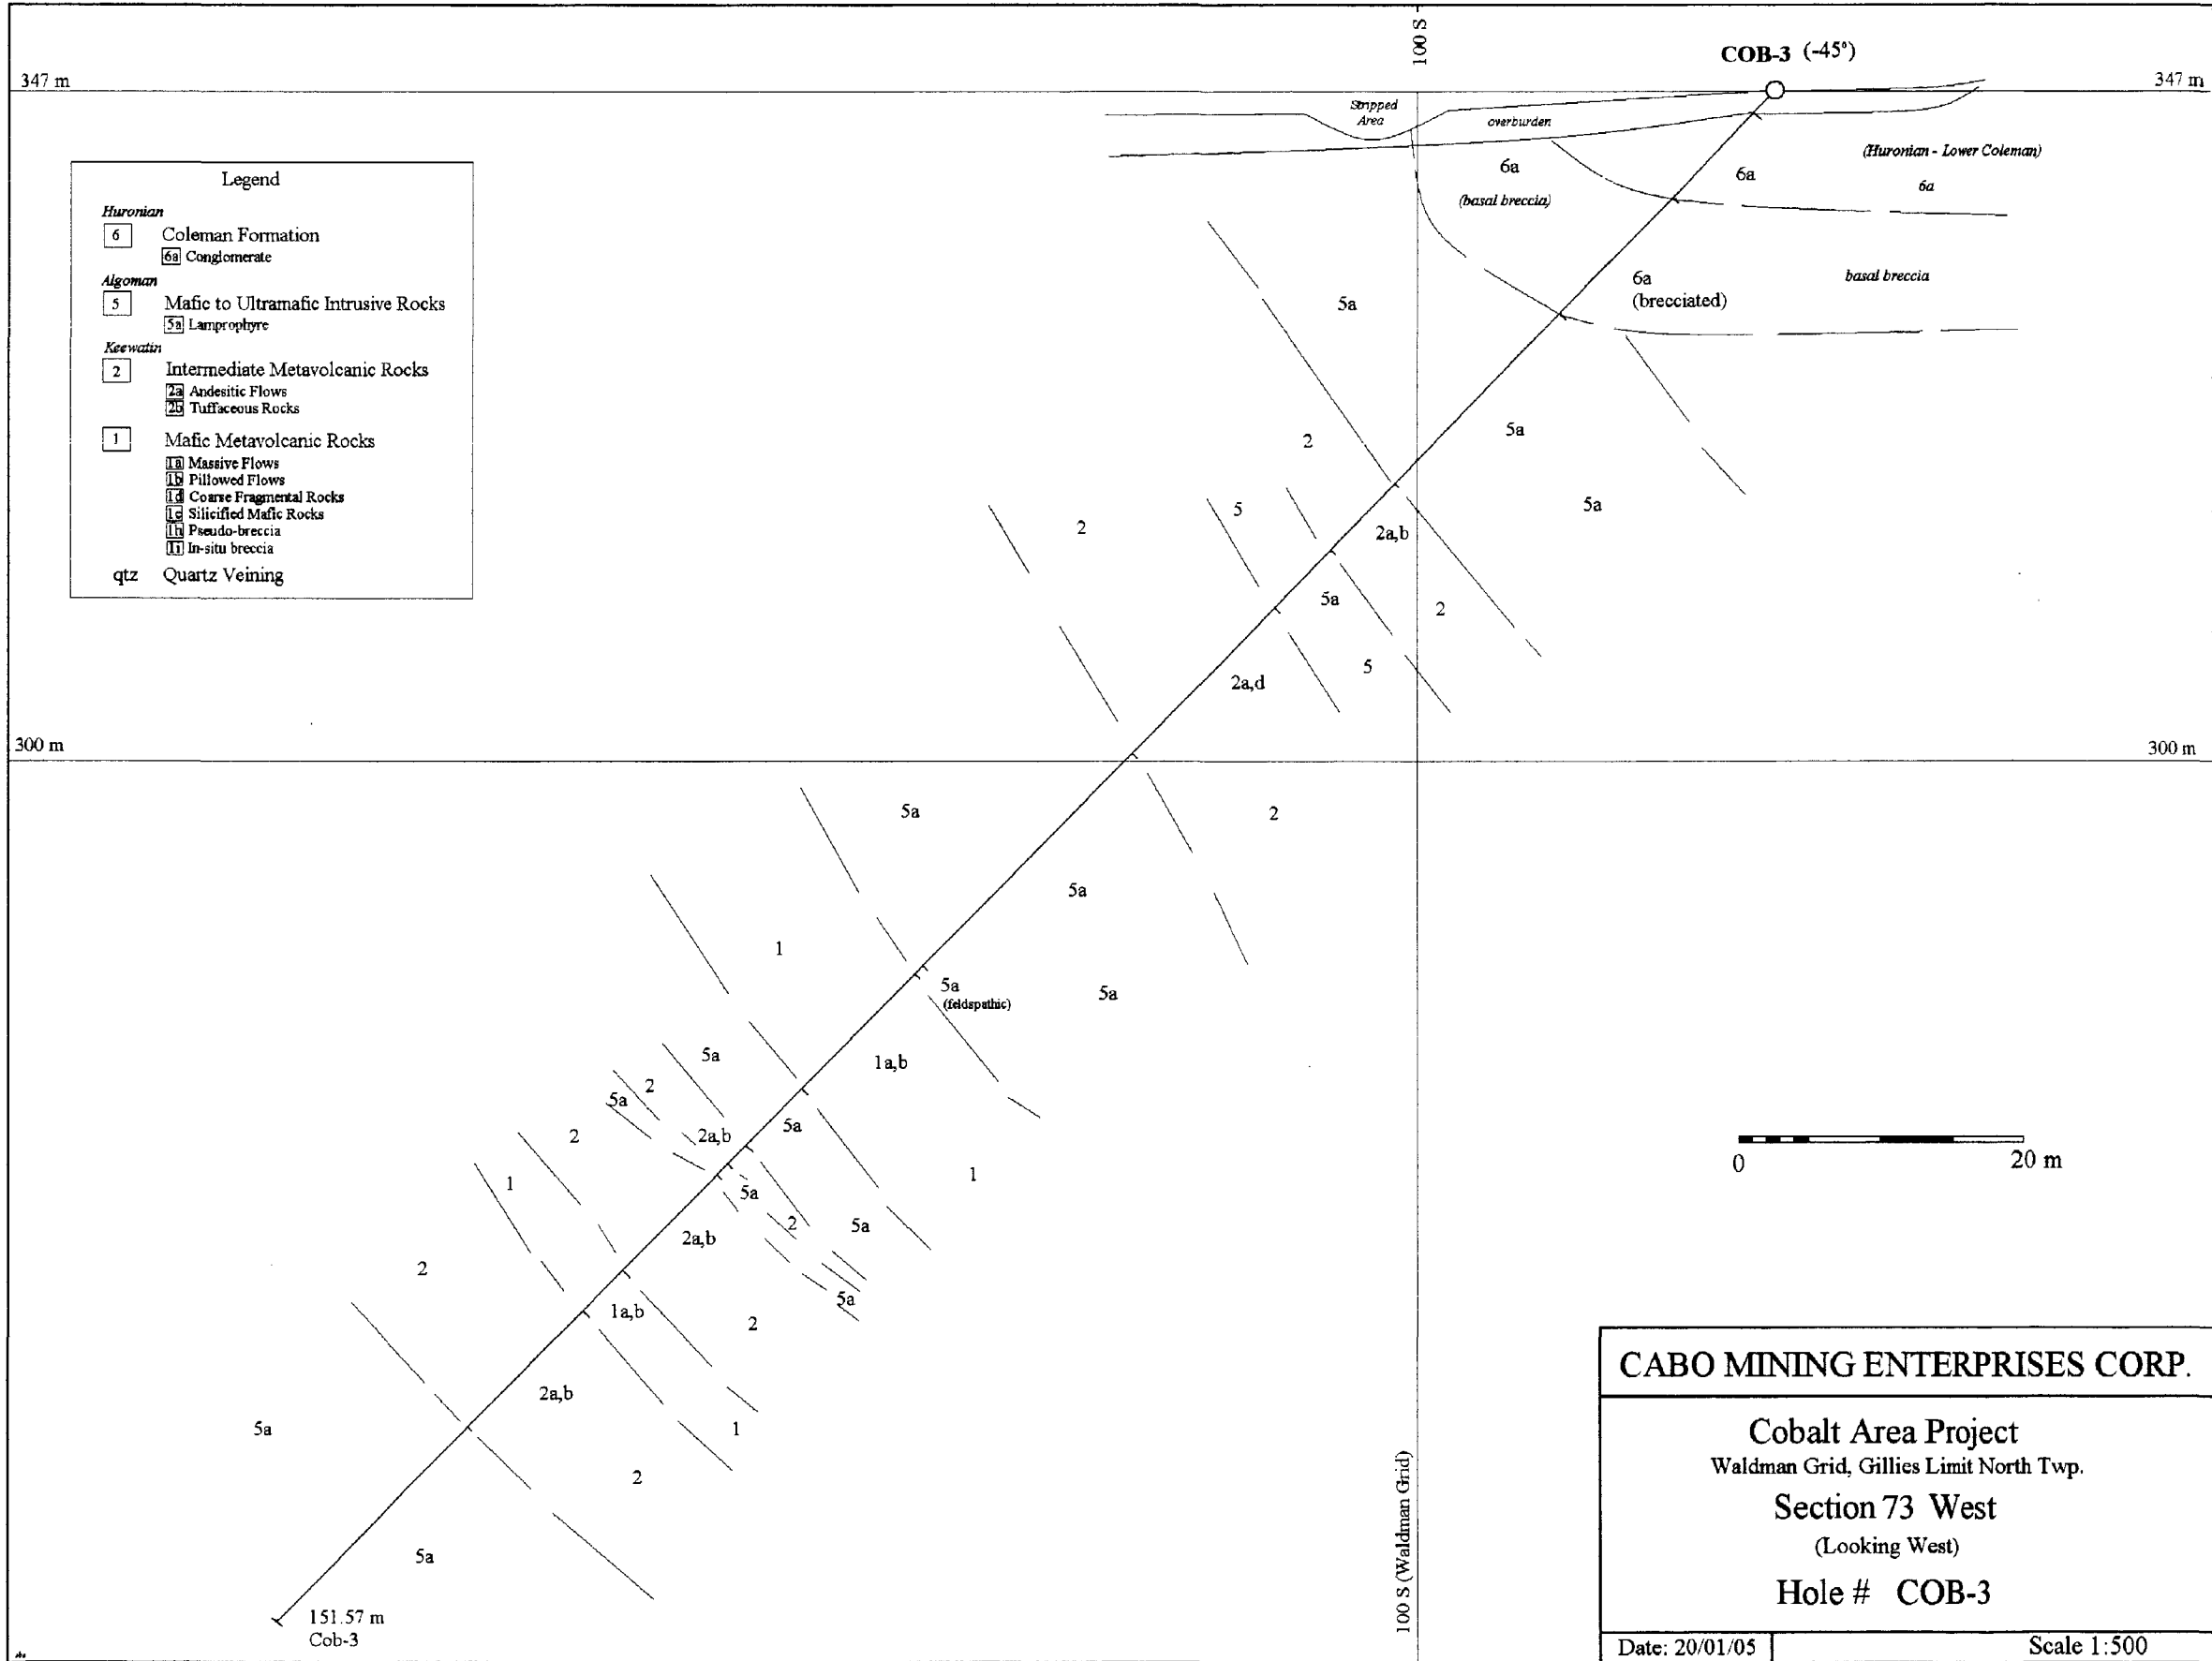 100 S
COB-3 (-45°)
347 m
347 m
Stripped
Area
overburden
6a
(basal breccia)
6a
(Huronian - Lower Coleman)
6a
Legend
Huronian
6 Coleman Formation
6a Conglomerate
Algoman
5 Mafic to Ultramafic Intrusive Rocks
5a Lamprophyre
Keewatin
2 Intermediate Metavolcanic Rocks
2a Andesitic Flows
2b Tuffaceous Rocks
1 Mafic Metavolcanic Rocks
1a Massive Flows
1b Pillowed Flows
1d Coarse Fragmental Rocks
Silicified Mafic Rocks
1h Pseudo-breccia
1i In-situ breccia
qtz Quartz Veining
6a
(brecciated)
basal breccia
5a
5a
2
5a
2
5
2a,b
5a
2
5
2a,d
300 m
300 m
5a
2
5a
1
5a
(feldspathic)
5a
1a,b
5a
2
5a
2
2a,b
5a
1
1
5a
2
5a
2a,b
2
5a
1a,b
2
2a,b
5a
1
2
5a
0
20 m
151.57 m
Cob-3
100 S (Waldman Grid)
CABO MINING ENTERPRISES CORP.
Cobalt Area Project
Waldman Grid, Gillies Limit North Twp.
Section 73 West
(Looking West)
Hole # COB-3
Date: 20/01/05
Scale 1:500